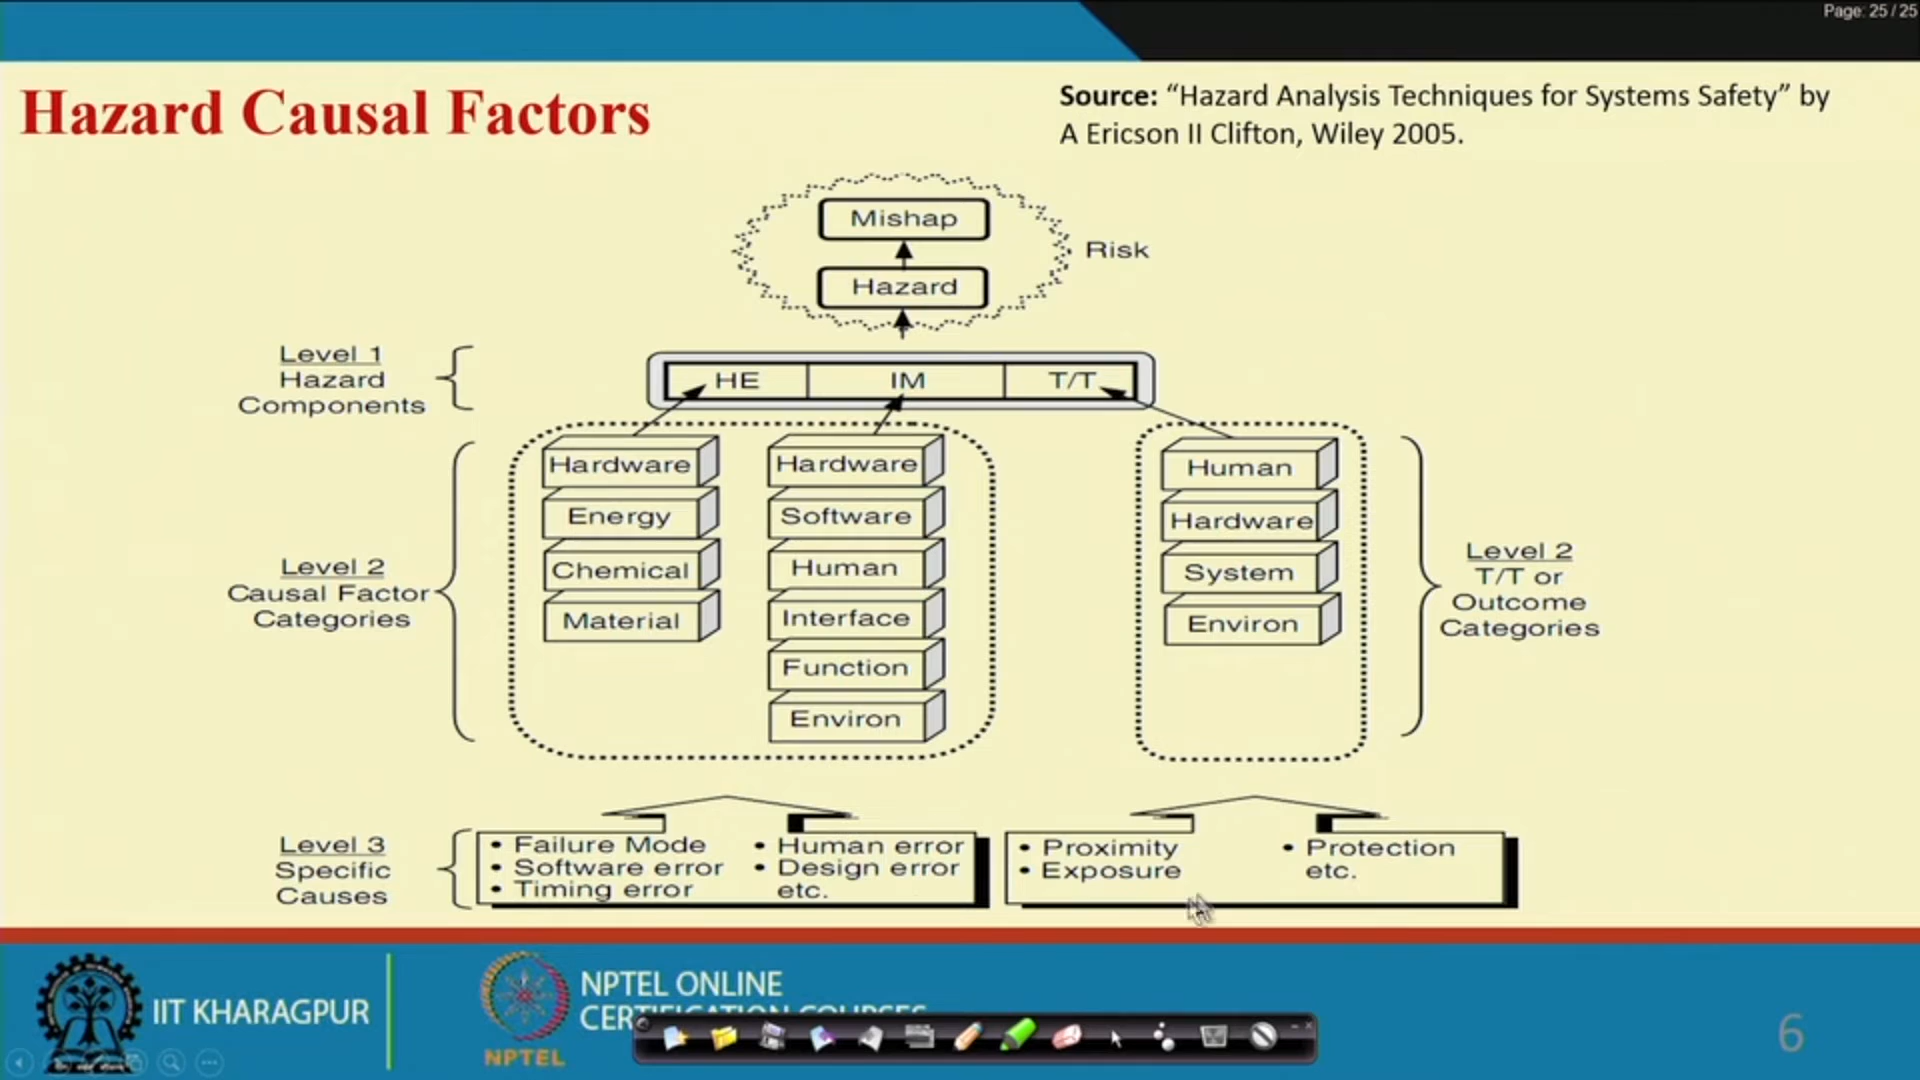 Page: 25 / 25
Hazard Causal Factors
Source: “Hazard Analysis Techniques for Systems Safety” by
A Ericson II Clifton, Wiley 2005.
Mishap
Risk
Hazard
Level 1
Hazard
Components
HE IM T/T
Level 2
Causal Factor
Categories
Hardware
Energy
Chemical
Material
Hardware
Software
Human
Interface
Function
Environ
Human
Hardware
System
Environ
Level 2
T/T or
Outcome
Categories
Level 3
Specific
Causes
• Failure Mode
• Software error
• Timing error
• Human error
• Design error
etc.
• Proximity
• Exposure
• Protection
etc.
IIT KHARAGPUR
NPTEL
NPTEL ONLINE
CERTIFICATION COURSES
6